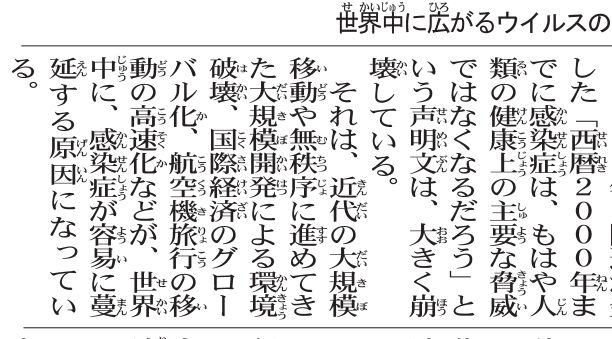 世界中に広がるウイルスの
した「西暦2000年ま
でに感染症は、もはや人
類の健康上の主要な脅威
ではなくなるだろう」と
いう声明文は、大きく崩
壊している。
それは、近代の大規模
移動や無秩序に進めてき
た大規模開発による環境
破壊、国際経済のグロー
バル化、航空機旅行の移
動の高速化などが、世界
中に、感染症が容易に蔓
延する原因になってい
る。